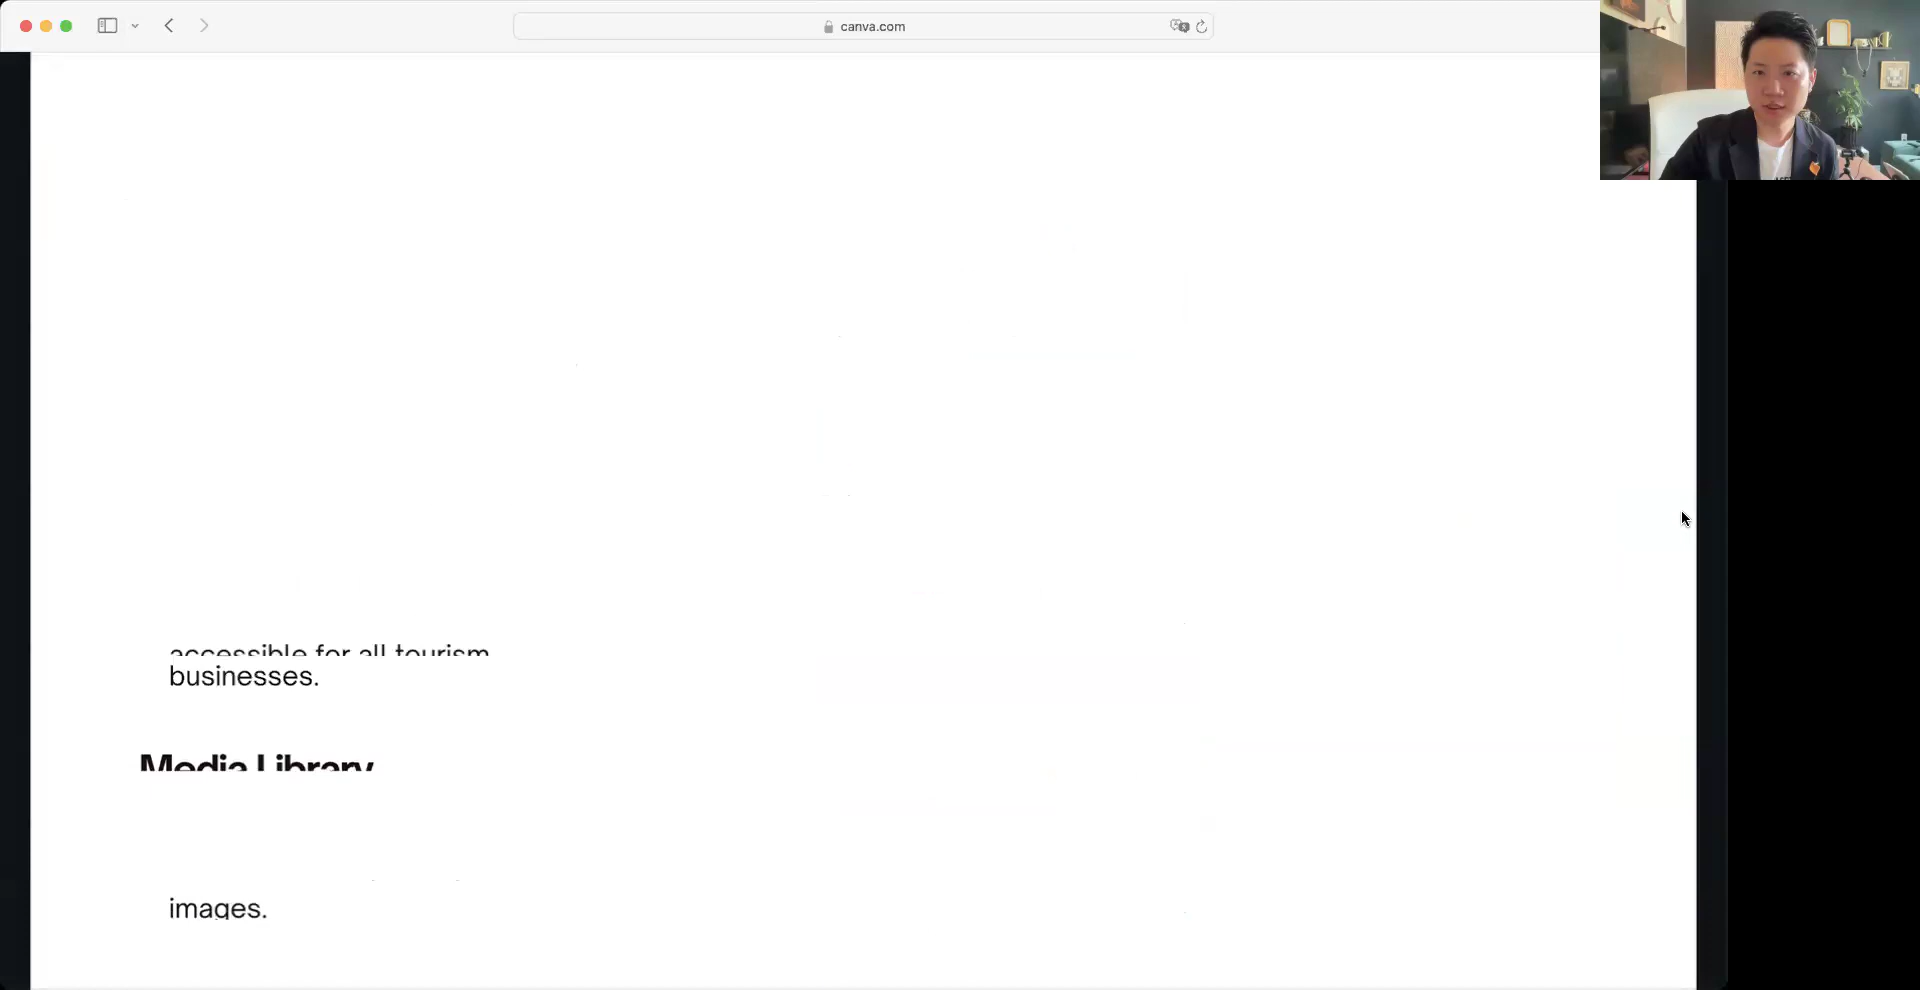 canva.com
accessible for all tourism
businesses.
Media Library
images.